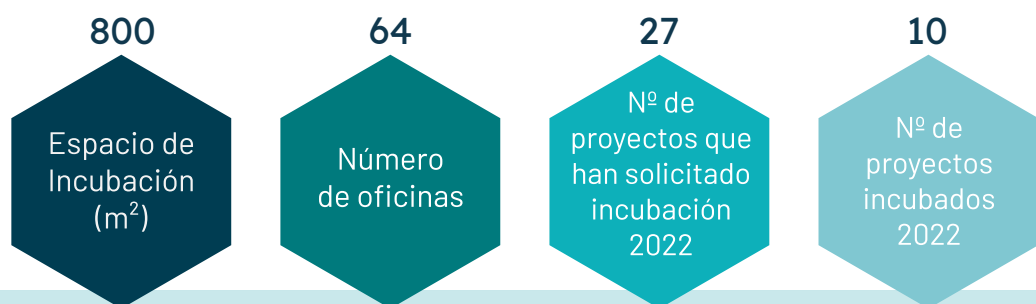 800
Espacio de
Incubación
(m²)
64
Número
de oficinas
27
Nº de
proyectos que
han solicitado
incubación
2022
10
Nº de
proyectos
incubados
2022